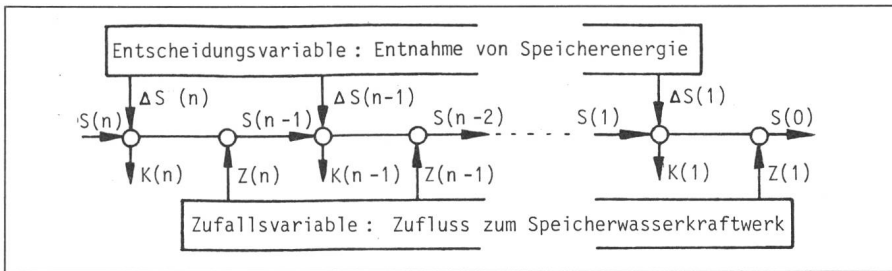 Entscheidungsvariable : Entnahme von Speicherenergie
ΔS (n) ΔS(n-1) ΔS(1)
S(n) S(n-1) S(n-2) S(1) S(0)
K(n) Z(n) K(n-1) Z(n-1) K(1) Z(1)
Zufallsvariable : Zufluss zum Speicherwasserkraftwerk